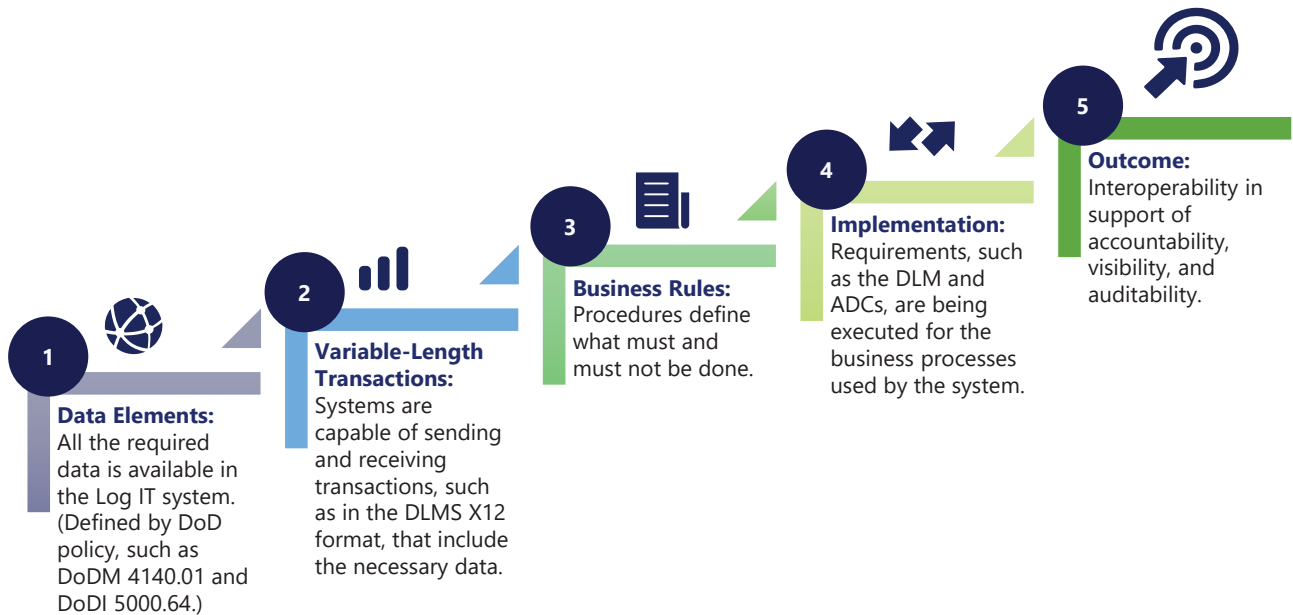 1
Data Elements:
All the required
data is available in
the Log IT system.
(Defined by DoD
policy, such as
DoDM 4140.01 and
DoDI 5000.64.)
2
Variable-Length
Transactions:
Systems are
capable of sending
and receiving
transactions, such
as in the DLMS X12
format, that include
the necessary data.
3
Business Rules:
Procedures define
what must and
must not be done.
4
Implementation:
Requirements, such
as the DLM and
ADCs, are being
executed for the
business processes
used by the system.
5
Outcome:
Interoperability in
support of
accountability,
visibility, and
auditability.